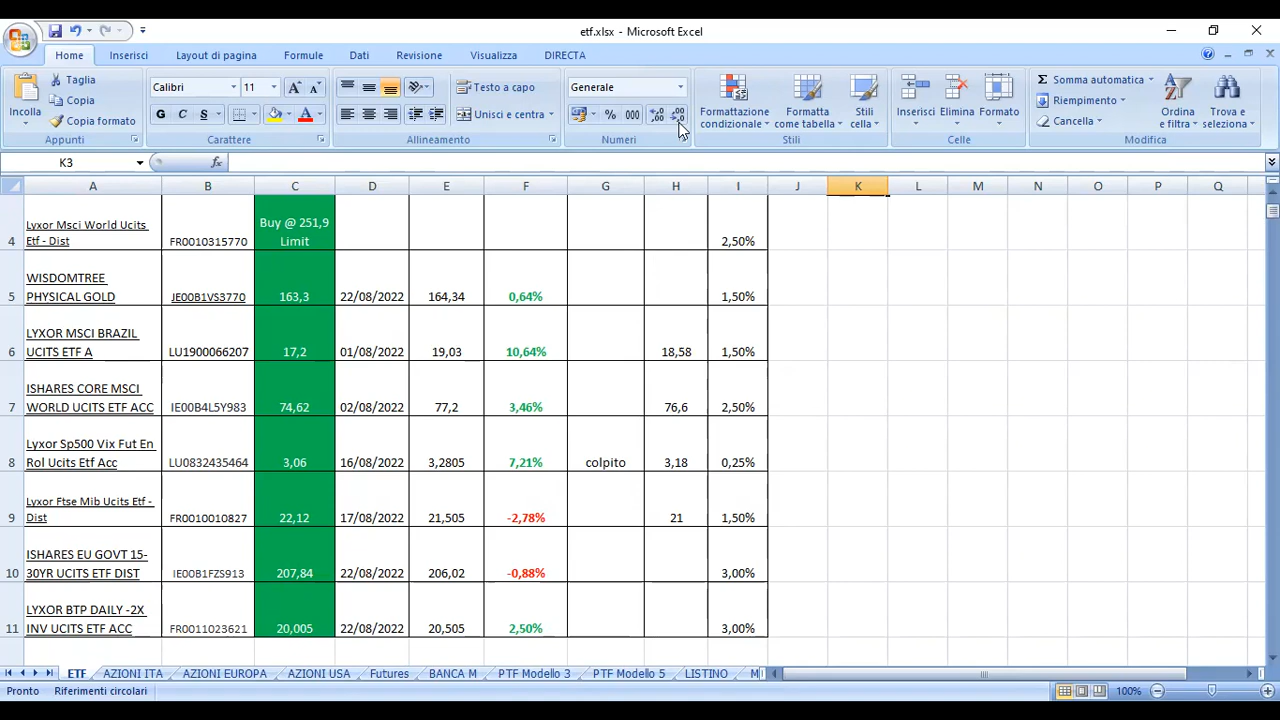 etf.xlsx - Microsoft Excel
Home Inserisci Layout di pagina Formule Dati Revisione Visualizza DIRECTA
Incolla
Taglia
Copia
Copia formato
Appunti
Calibri 11
G C S
Carattere
Testo a capo
Unisci e centra
Allineamento
Generale
% 000
Numeri
Formattazione condizionale
Formatta come tabella
Stili cella
Stili
Inserisci Elimina Formato
Celle
Somma automatica
Riempimento
Cancella
Ordina e filtra
Trova e seleziona
Modifica
K3 fx
A B C D E F G H I J K L M N O P Q
Lyxor Msci World Ucits Buy @ 251,9
4 Etf - Dist FR0010315770 Limit 2,50%
WISDOMTREE
5 PHYSICAL GOLD JE00B1VS3770 163,3 22/08/2022 164,34 0,64% 1,50%
LYXOR MSCI BRAZIL
6 UCITS ETF A LU1900066207 17,2 01/08/2022 19,03 10,64% 18,58 1,50%
ISHARES CORE MSCI
7 WORLD UCITS ETF ACC IE00B4L5Y983 74,62 02/08/2022 77,2 3,46% 76,6 2,50%
Lyxor Sp500 Vix Fut En
8 Rol Ucits Etf Acc LU0832435464 3,06 16/08/2022 3,2805 7,21% colpito 3,18 0,25%
Lyxor Ftse Mib Ucits Etf -
9 Dist FR0010010827 22,12 17/08/2022 21,505 -2,78% 21 1,50%
ISHARES EU GOVT 15-
10 30YR UCITS ETF DIST IE00B1FZS913 207,84 22/08/2022 206,02 -0,88% 3,00%
LYXOR BTP DAILY -2X
11 INV UCITS ETF ACC FR0011023621 20,005 22/08/2022 20,505 2,50% 3,00%
ETF AZIONI ITA AZIONI EUROPA AZIONI USA Futures BANCA M PTF Modello 3 PTF Modello 5 LISTINO M
Pronto Riferimenti circolari 100%